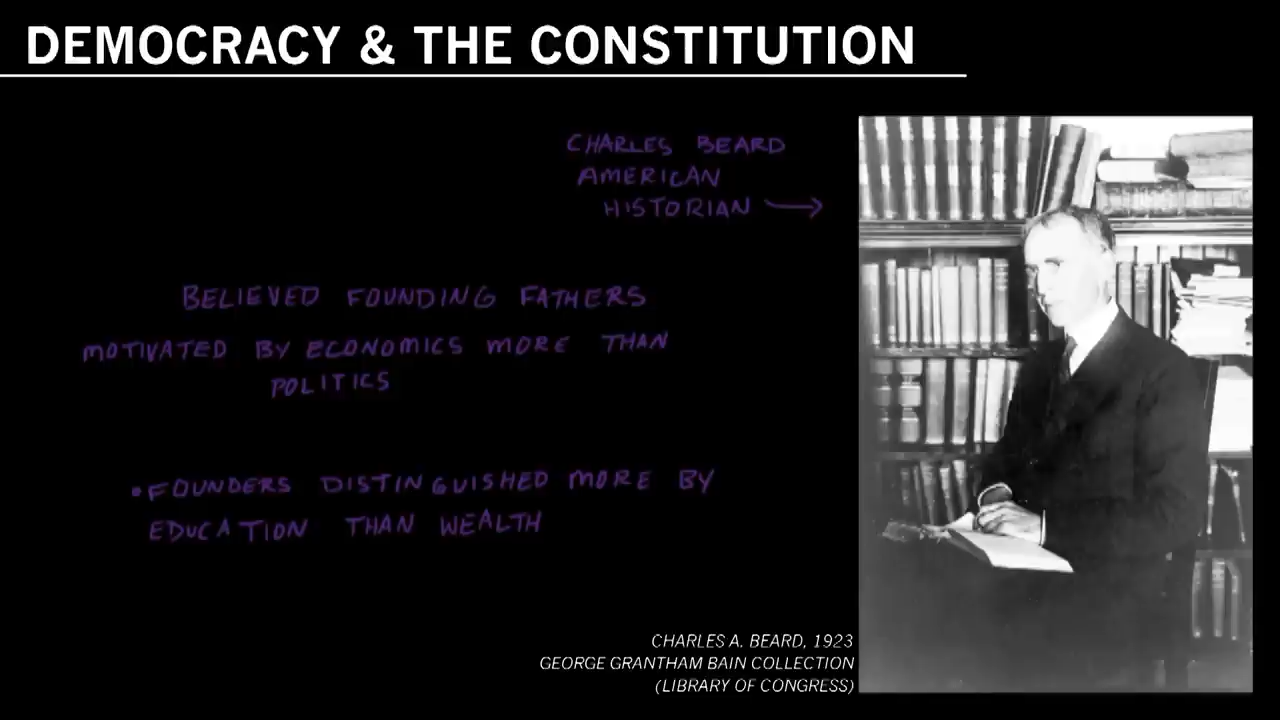 DEMOCRACY & THE CONSTITUTION
CHARLES BEARD
AMERICAN
HISTORIAN →
BELIEVED FOUNDING FATHERS
MOTIVATED BY ECONOMICS MORE THAN
POLITICS
• FOUNDERS DISTINGUISHED MORE BY
EDUCATION THAN WEALTH
CHARLES A. BEARD, 1923
GEORGE GRANTHAM BAIN COLLECTION
(LIBRARY OF CONGRESS)